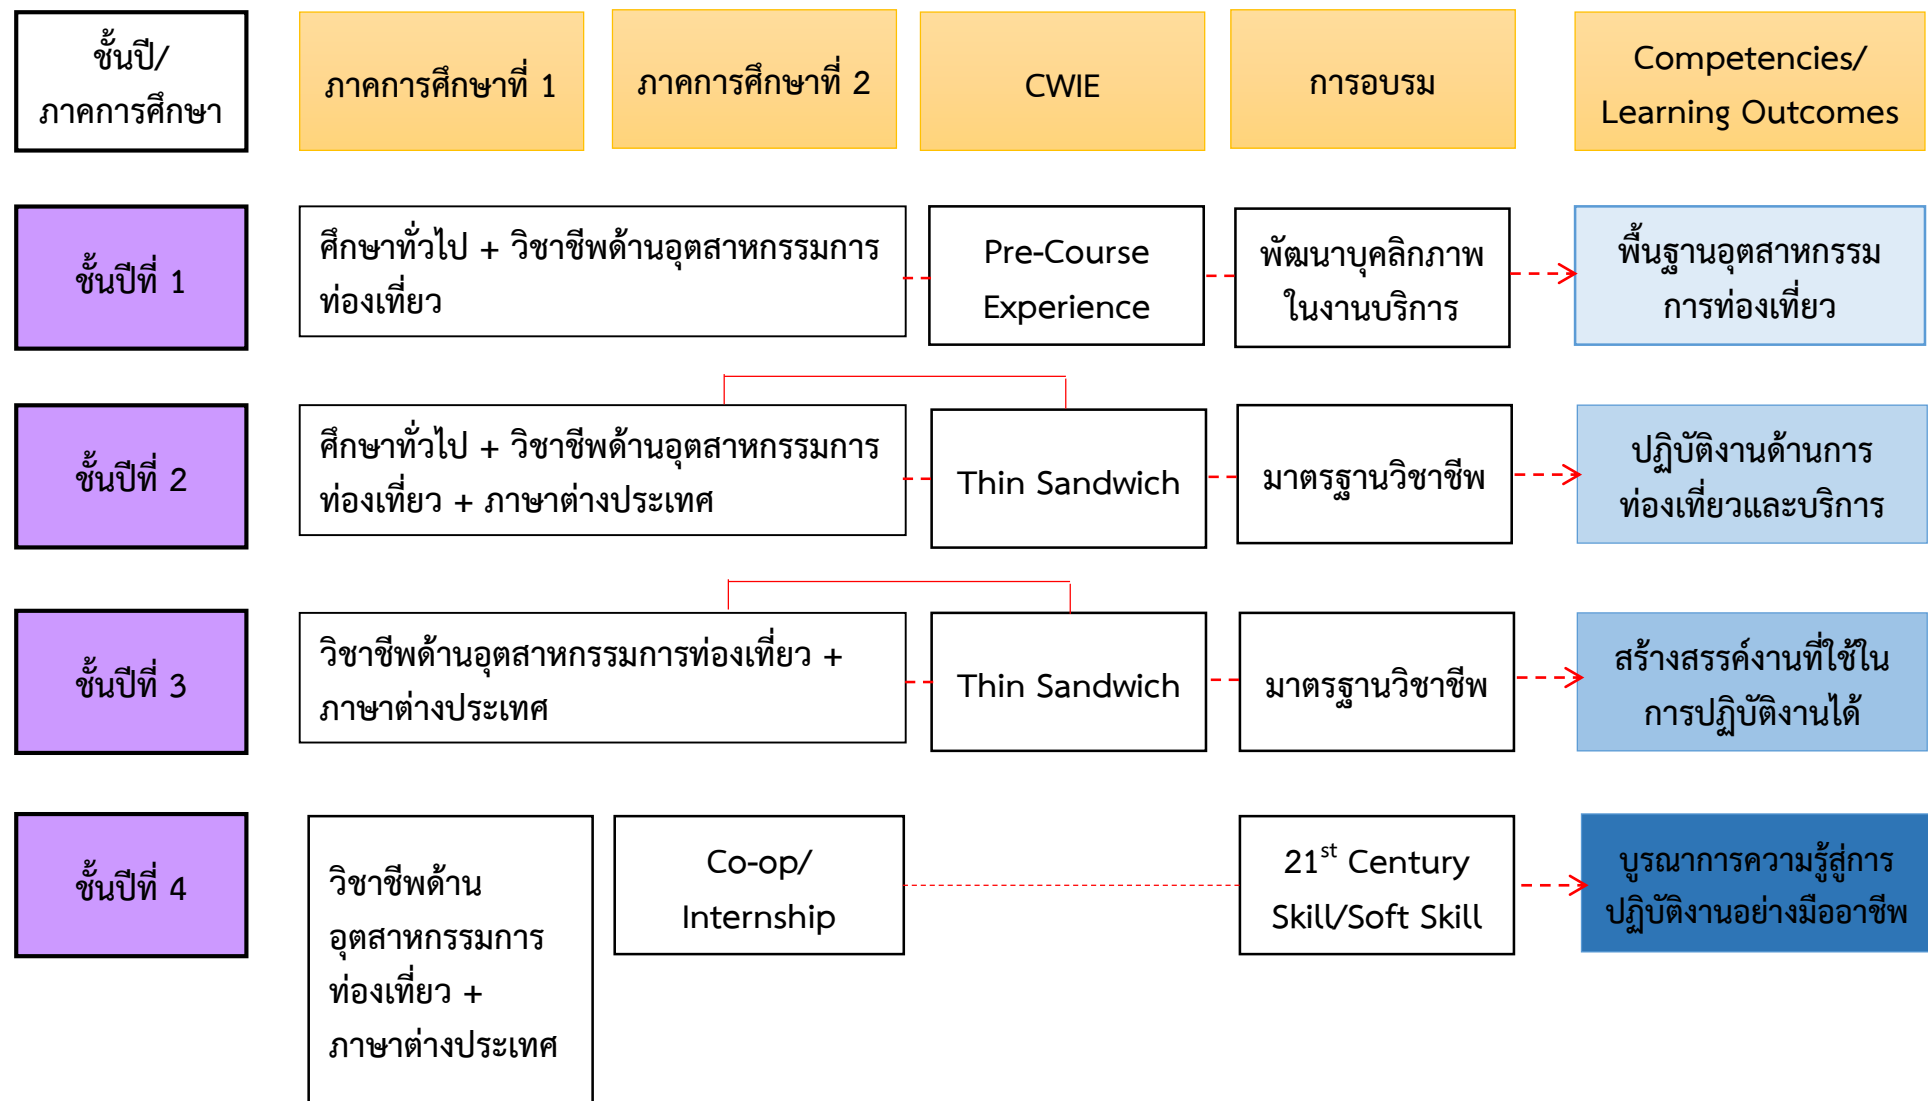 ชั้นปี/
ภาคการศึกษา
ภาคการศึกษาที่ 1
ภาคการศึกษาที่ 2
CWIE
การอบรม
Competencies/
Learning Outcomes
ชั้นปีที่ 1
ศึกษาทั่วไป + วิชาชีพด้านอุตสาหกรรมการ
ท่องเที่ยว
Pre-Course
Experience
พัฒนาบุคลิกภาพ
ในงานบริการ
พื้นฐานอุตสาหกรรม
การท่องเที่ยว
ชั้นปีที่ 2
ศึกษาทั่วไป + วิชาชีพด้านอุตสาหกรรมการ
ท่องเที่ยว + ภาษาต่างประเทศ
Thin Sandwich
มาตรฐานวิชาชีพ
ปฏิบัติงานด้านการ
ท่องเที่ยวและบริการ
ชั้นปีที่ 3
วิชาชีพด้านอุตสาหกรรมการท่องเที่ยว +
ภาษาต่างประเทศ
Thin Sandwich
มาตรฐานวิชาชีพ
สร้างสรรค์งานที่ใช้ใน
การปฏิบัติงานได้
ชั้นปีที่ 4
วิชาชีพด้าน
อุตสาหกรรมการ
ท่องเที่ยว +
ภาษาต่างประเทศ
Co-op/
Internship
21st Century
Skill/Soft Skill
บูรณาการความรู้สู่การ
ปฏิบัติงานอย่างมืออาชีพ